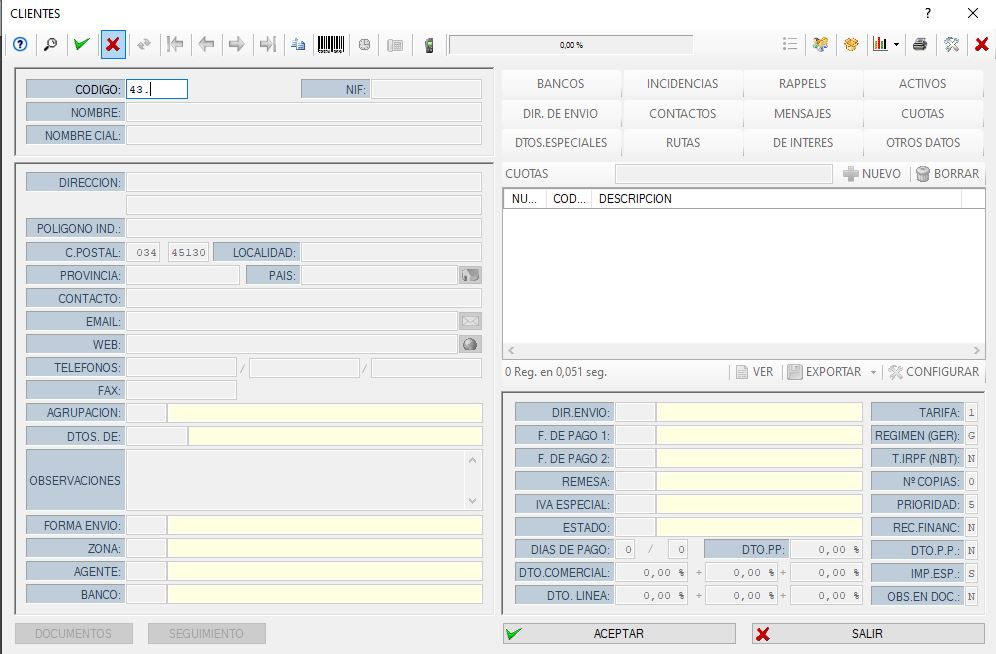 CLIENTES
?
0,00 %
CODIGO: 43. NIF:
NOMBRE:
NOMBRE CIAL:
DIRECCION:
POLIGONO IND.:
C.POSTAL: 034 45130 LOCALIDAD:
PROVINCIA: PAIS:
CONTACTO:
EMAIL:
WEB:
TELEFONOS: / /
FAX:
AGRUPACION:
DTOS. DE:
OBSERVACIONES
FORMA ENVIO:
ZONA:
AGENTE:
BANCO:
DOCUMENTOS SEGUIMIENTO
BANCOS INCIDENCIAS RAPPELS ACTIVOS
DIR. DE ENVIO CONTACTOS MENSAJES CUOTAS
DTOS.ESPECIALES RUTAS DE INTERES OTROS DATOS
CUOTAS NUEVO BORRAR
NU... COD... DESCRIPCION
0 Reg. en 0,051 seg. VER EXPORTAR CONFIGURAR
DIR.ENVIO: TARIFA: 1
F. DE PAGO 1: REGIMEN (GER): G
F. DE PAGO 2: T.IRPF (NBT): N
REMESA: Nº COPIAS: 0
IVA ESPECIAL: PRIORIDAD: 5
ESTADO: REC.FINANC: N
DIAS DE PAGO: 0 / 0 DTO.PP: 0,00 % DTO.P.P.: N
DTO.COMERCIAL: 0,00 % + 0,00 % + 0,00 % IMP.ESP.: S
DTO. LINEA: 0,00 % + 0,00 % + 0,00 % OBS.EN DOC.: N
ACEPTAR SALIR